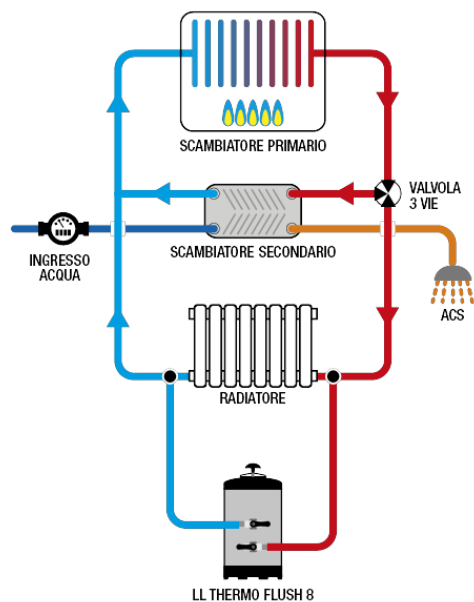 SCAMBIATORE PRIMARIO
VALVOLA
3 VIE
SCAMBIATORE SECONDARIO
INGRESSO
ACQUA
ACS
RADIATORE
LL THERMO FLUSH 8